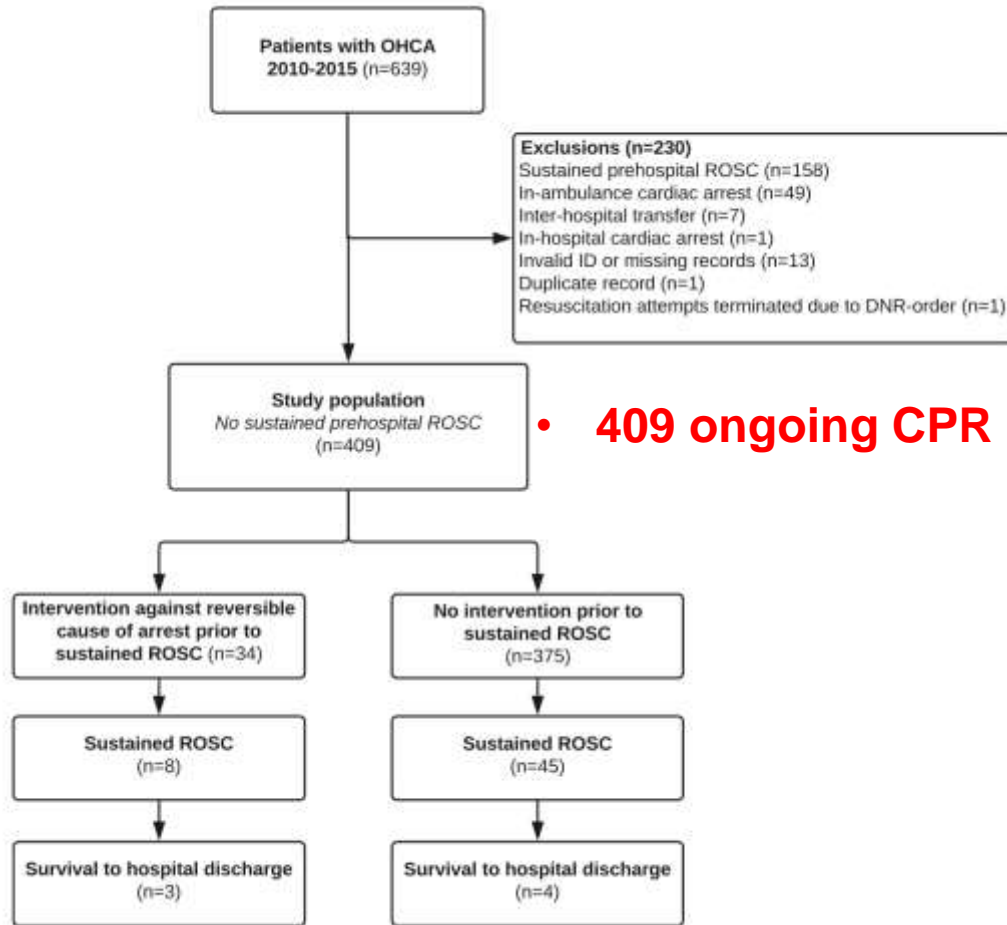 Patients with OHCA
2010-2015 (n=639)
Exclusions (n=230)
Sustained prehospital ROSC (n=158)
In-ambulance cardiac arrest (n=49)
Inter-hospital transfer (n=7)
In-hospital cardiac arrest (n=1)
Invalid ID or missing records (n=13)
Duplicate record (n=1)
Resuscitation attempts terminated due to DNR-order (n=1)
Study population
No sustained prehospital ROSC
(n=409)
• 409 ongoing CPR
Intervention against reversible
cause of arrest prior to
sustained ROSC (n=34)
No intervention prior to
sustained ROSC
(n=375)
Sustained ROSC
(n=8)
Sustained ROSC
(n=45)
Survival to hospital discharge
(n=3)
Survival to hospital discharge
(n=4)